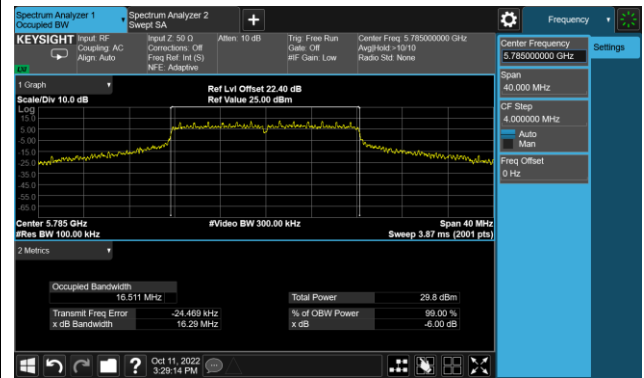 Spectrum Analyzer 1
Occupied BW
Spectrum Analyzer 2
Swept SA
+
Frequency
KEYSIGHT
Input: RF
Coupling: AC
Align: Auto
Input Z: 50 Ω
Corrections: Off
Freq Ref: Int (S)
NFE: Adaptive
Atten: 10 dB
Trig: Free Run
Gate: Off
#IF Gain: Low
Center Freq: 5.785000000 GHz
Avg|Hold:>10/10
Radio Std: None
Center Frequency
5.785000000 GHz
Settings
Span
40.000 MHz
CF Step
4.000000 MHz
Auto
Man
Freq Offset
0 Hz
1 Graph
Scale/Div 10.0 dB
Ref Lvl Offset 22.40 dB
Ref Value 25.00 dBm
Log
15.0
5.00
-5.00
-15.0
-25.0
-35.0
-45.0
-55.0
-65.0
Center 5.785 GHz
#Video BW 300.00 kHz
Span 40 MHz
#Res BW 100.00 kHz
Sweep 3.87 ms (2001 pts)
2 Metrics
Occupied Bandwidth
16.511 MHz
Total Power 29.8 dBm
Transmit Freq Error -24.469 kHz
% of OBW Power 99.00 %
x dB Bandwidth 16.29 MHz
x dB -6.00 dB
?
Oct 11, 2022
3:29:14 PM